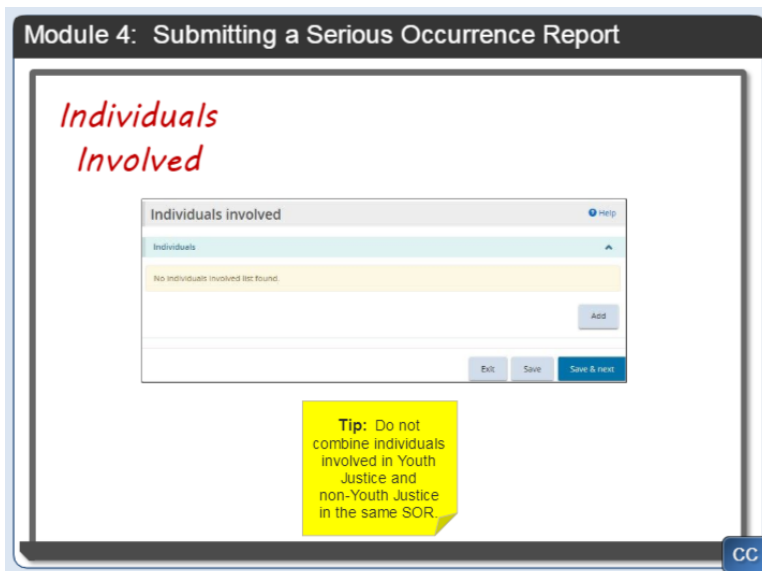 Module 4: Submitting a Serious Occurrence Report
Individuals
Involved
Individuals involved
Help
Individuals
No individuals involved list found.
Add
Exit
Save
Save & next
Tip: Do not
combine individuals
involved in Youth
Justice and
non-Youth Justice
in the same SOR.
CC